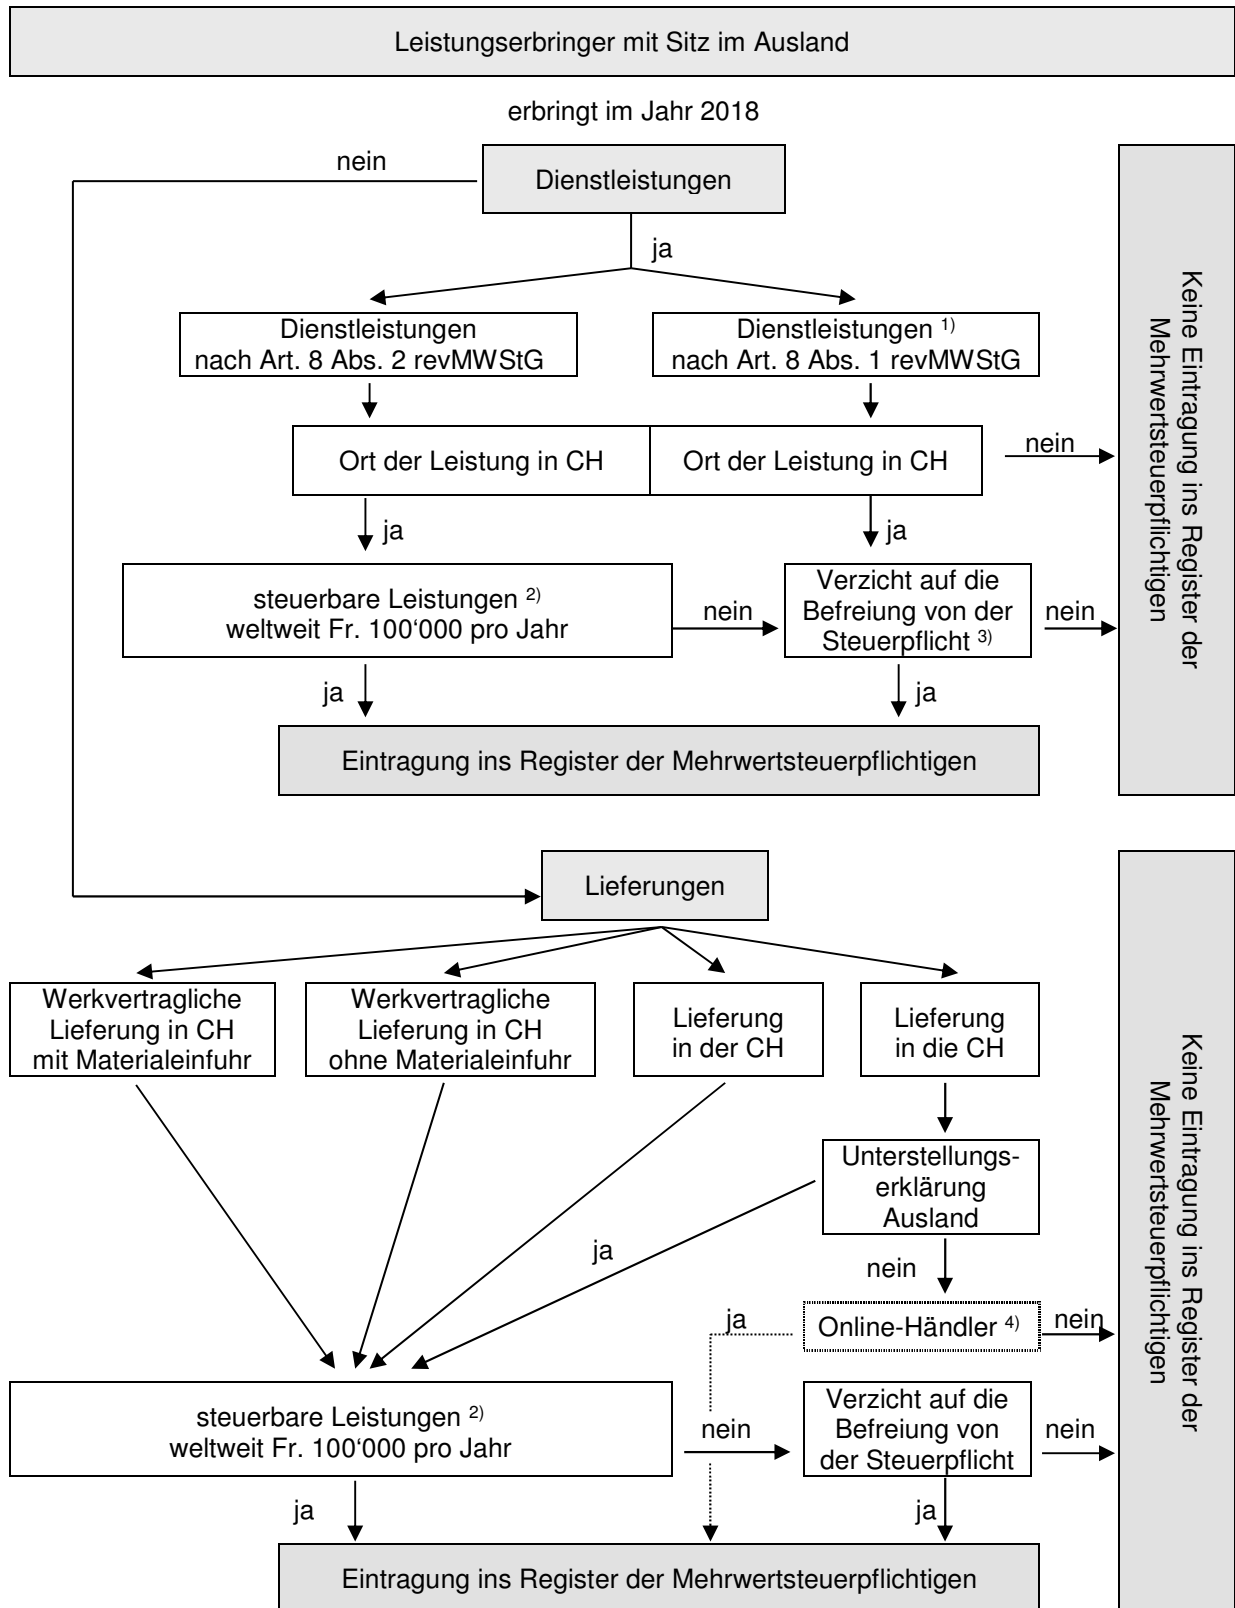 Leistungserbringer mit Sitz im Ausland
erbringt im Jahr 2018
nein
Dienstleistungen
ja
Dienstleistungen
nach Art. 8 Abs. 2 revMWStG
Dienstleistungen 1)
nach Art. 8 Abs. 1 revMWStG
Ort der Leistung in CH
Ort der Leistung in CH
nein
ja
ja
steuerbare Leistungen 2)
weltweit Fr. 100‘000 pro Jahr
nein
Verzicht auf die
Befreiung von der
Steuerpflicht 3)
nein
ja
ja
Eintragung ins Register der Mehrwertsteuerpflichtigen
Keine Eintragung ins Register der
Mehrwertsteuerpflichtigen
Lieferungen
Werkvertragliche
Lieferung in CH
mit Materialeinfuhr
Werkvertragliche
Lieferung in CH
ohne Materialeinfuhr
Lieferung
in der CH
Lieferung
in die CH
Unterstellungs-
erklärung
Ausland
ja
nein
ja
Online-Händler 4)
nein
steuerbare Leistungen 2)
weltweit Fr. 100‘000 pro Jahr
nein
Verzicht auf die
Befreiung von
der Steuerpflicht
nein
ja
ja
Eintragung ins Register der Mehrwertsteuerpflichtigen
Keine Eintragung ins Register der
Mehrwertsteuerpflichtigen